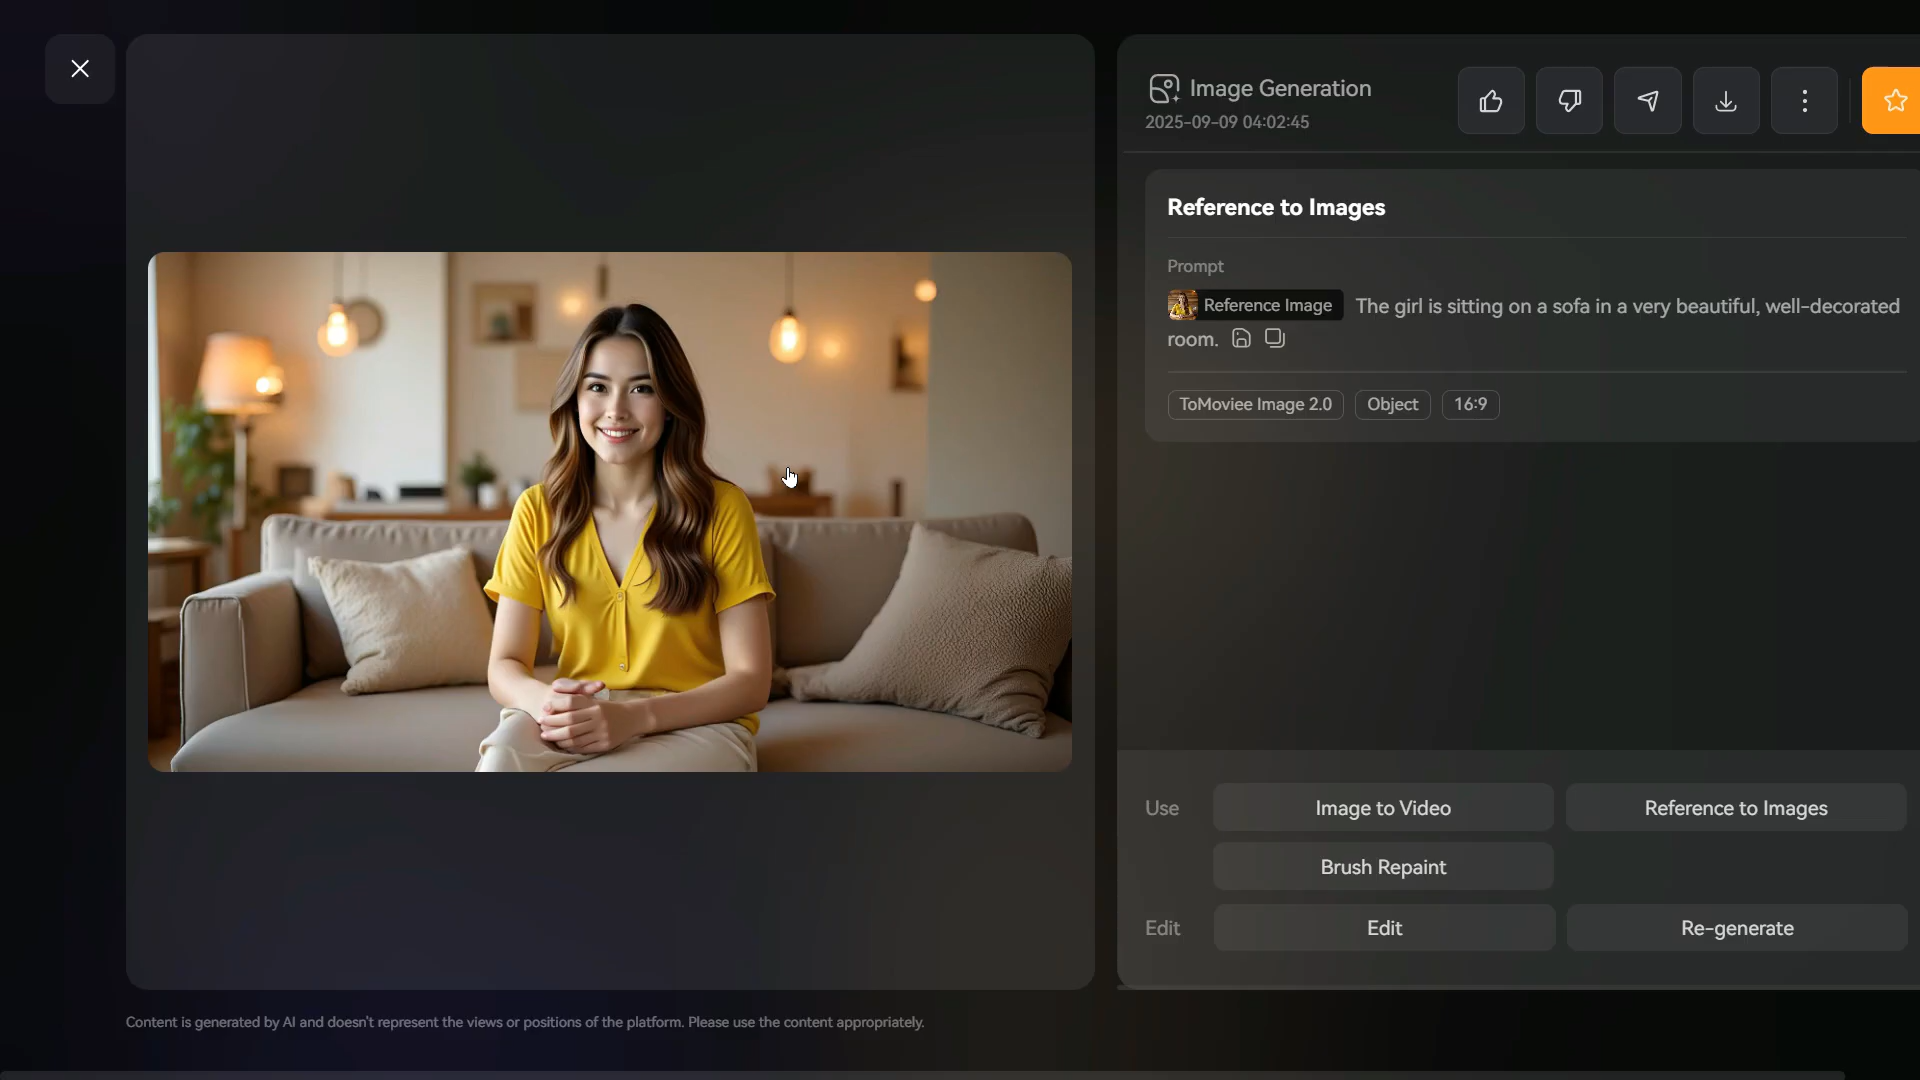 Image Generation
2025-09-09 04:02:45
Reference to Images
Prompt
Reference Image The girl is sitting on a sofa in a very beautiful, well-decorated
room.
ToMoviee Image 2.0 Object 16:9
Use Image to Video Reference to Images
Brush Repaint
Edit Edit Re-generate
Content is generated by AI and doesn't represent the views or positions of the platform. Please use the content appropriately.